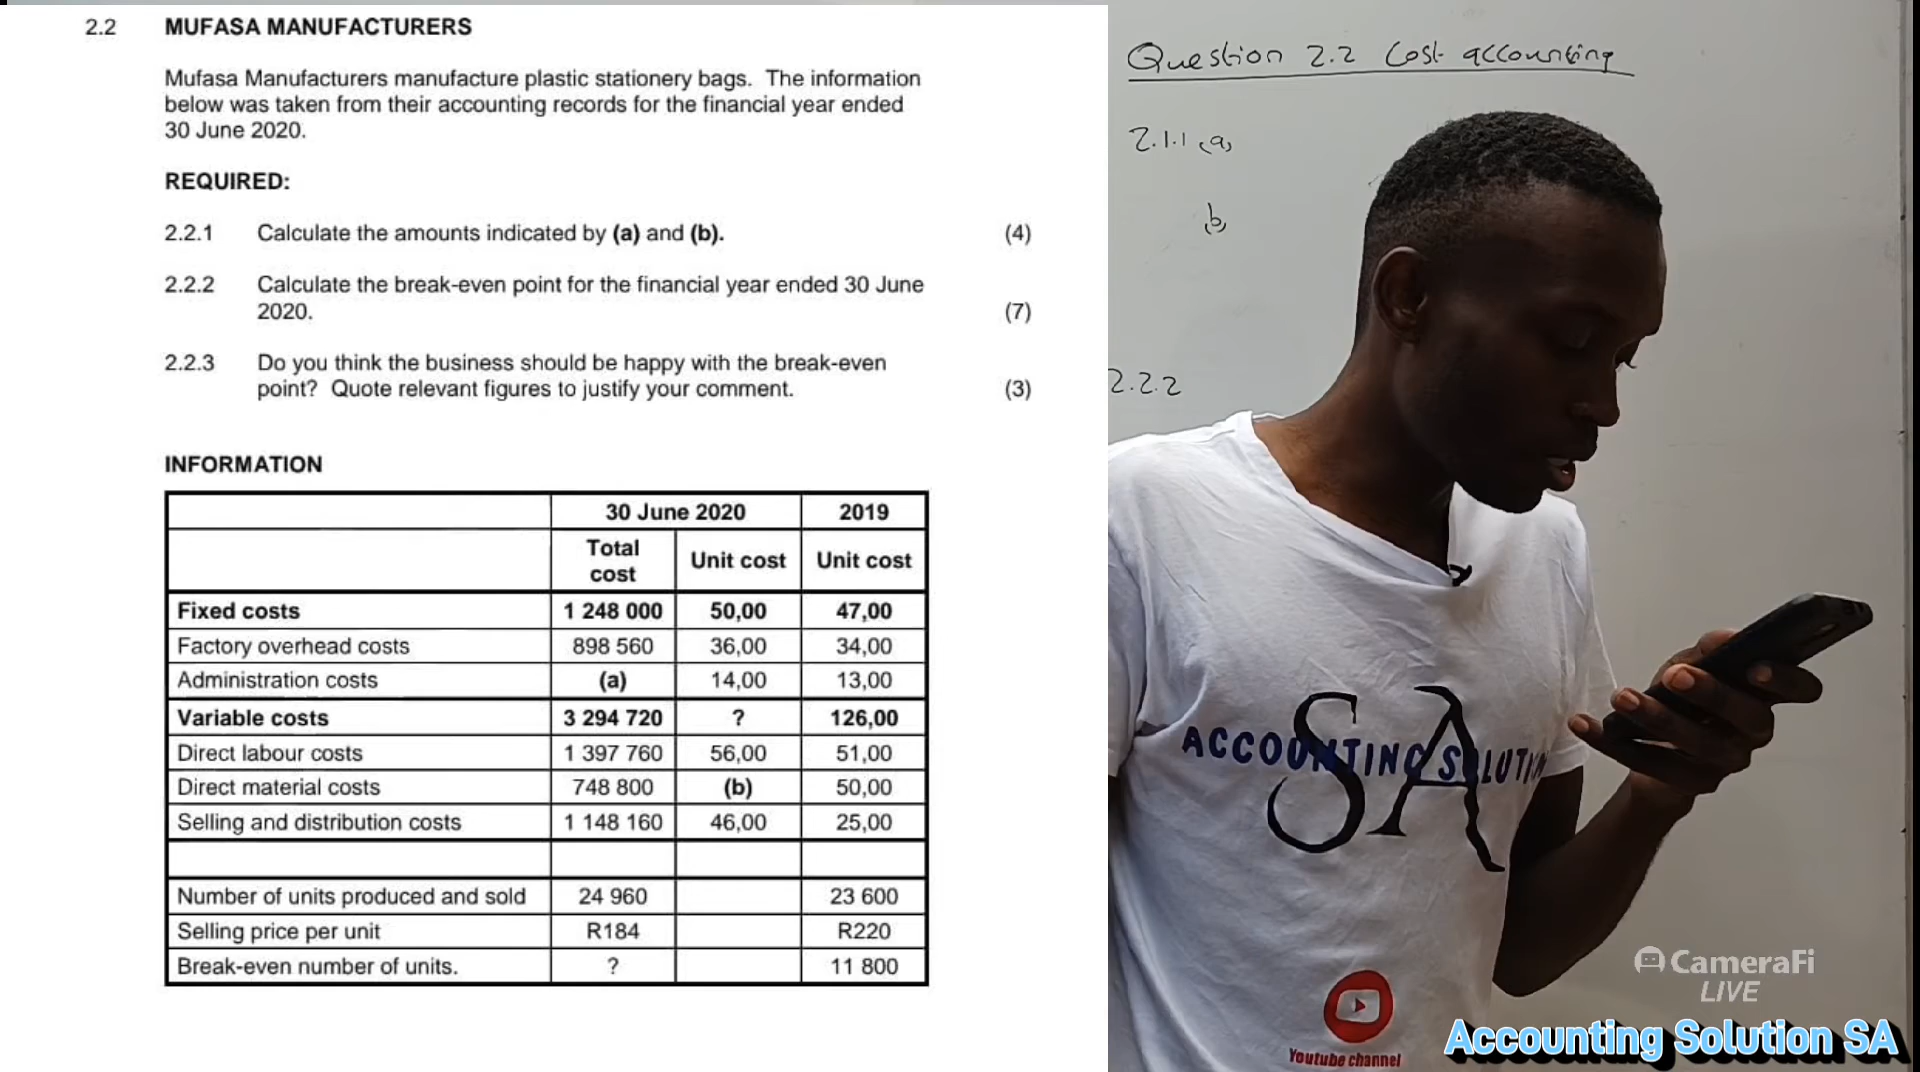 2.2 MUFASA MANUFACTURERS
Mufasa Manufacturers manufacture plastic stationery bags. The information
below was taken from their accounting records for the financial year ended
30 June 2020.
REQUIRED:
2.2.1 Calculate the amounts indicated by (a) and (b). (4)
2.2.2 Calculate the break-even point for the financial year ended 30 June
2020. (7)
2.2.3 Do you think the business should be happy with the break-even
point? Quote relevant figures to justify your comment. (3)
INFORMATION
30 June 2020 2019
Total cost Unit cost Unit cost
Fixed costs 1 248 000 50,00 47,00
Factory overhead costs 898 560 36,00 34,00
Administration costs (a) 14,00 13,00
Variable costs 3 294 720 ? 126,00
Direct labour costs 1 397 760 56,00 51,00
Direct material costs 748 800 (b) 50,00
Selling and distribution costs 1 148 160 46,00 25,00
Number of units produced and sold 24 960 23 600
Selling price per unit R184 R220
Break-even number of units. ? 11 800
Question 2.2 Cost accounting
2.1.1 (a)
(b)
2.2.2
SA
ACCOUNTING SOLUTION
Youtube channel
CameraFi
LIVE
Accounting Solution SA